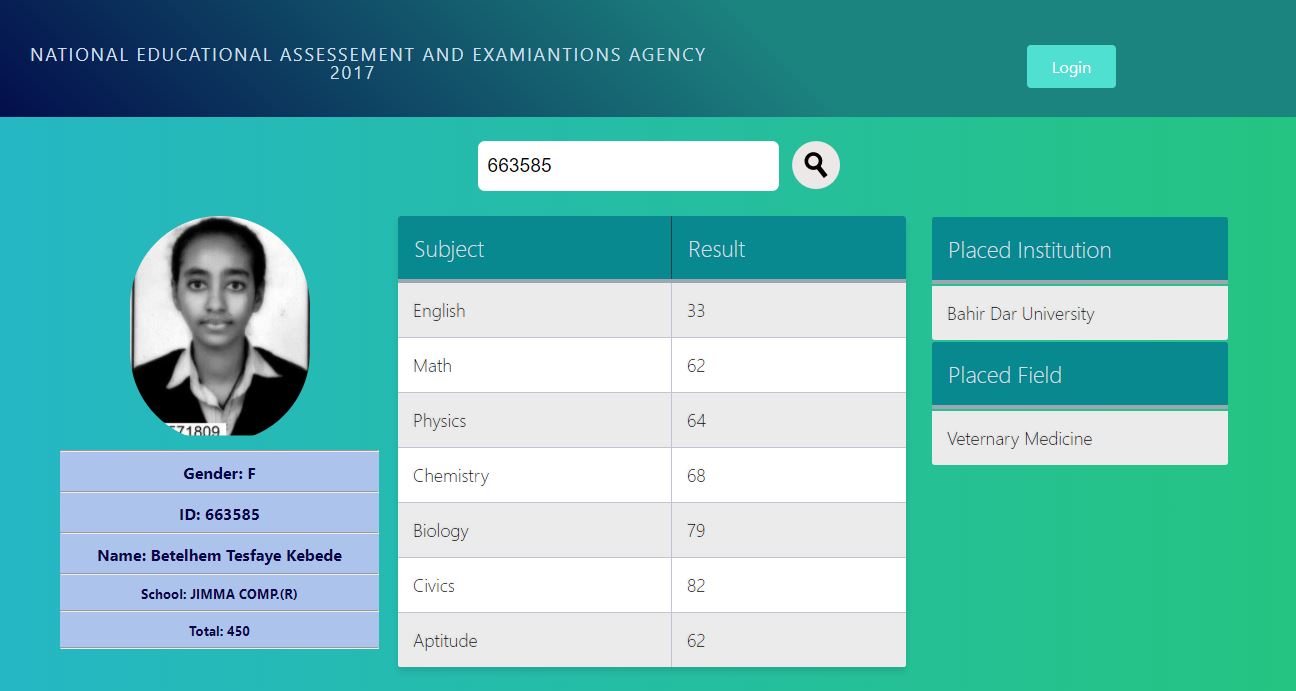 NATIONAL EDUCATIONAL ASSESSEMENT AND EXAMIANTIONS AGENCY
2017
Login
663585
571809
Gender: F
ID: 663585
Name: Betelhem Tesfaye Kebede
School: JIMMA COMP.(R)
Total: 450
Subject Result
English 33
Math 62
Physics 64
Chemistry 68
Biology 79
Civics 82
Aptitude 62
Placed Institution
Bahir Dar University
Placed Field
Veternary Medicine